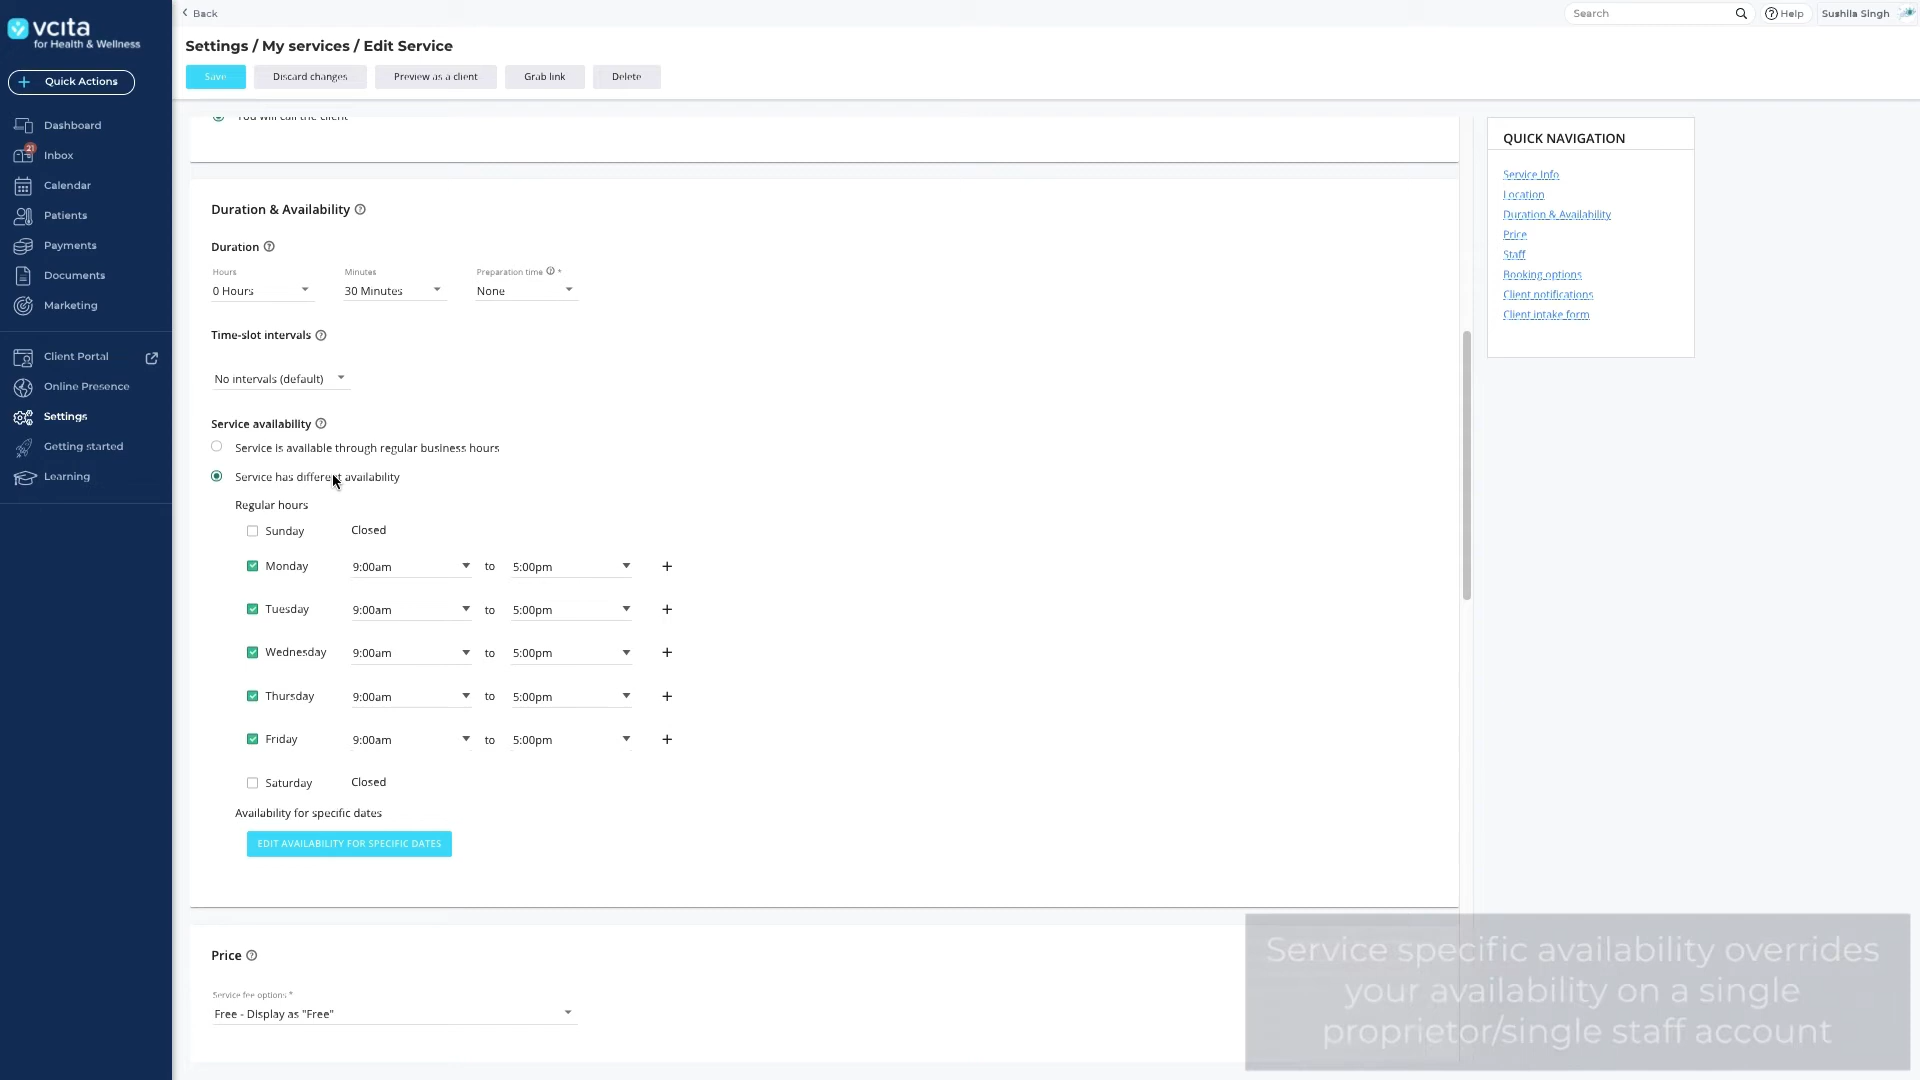 Back
Search
Help
Sushila Singh
vcita
for Health & Wellness
Settings / My services / Edit Service
Quick Actions
Save
Discard changes
Preview as a client
Grab link
Delete
Dashboard
21
Inbox
Calendar
Patients
Payments
Documents
Marketing
Client Portal
Online Presence
Settings
Getting started
Learning
You will call the client
Duration & Availability
Duration
Hours
Minutes
Preparation time *
0 Hours
30 Minutes
None
Time-slot intervals
No intervals (default)
Service availability
Service is available through regular business hours
Service has different availability
Regular hours
Sunday Closed
Monday 9:00am to 5:00pm +
Tuesday 9:00am to 5:00pm +
Wednesday 9:00am to 5:00pm +
Thursday 9:00am to 5:00pm +
Friday 9:00am to 5:00pm +
Saturday Closed
Availability for specific dates
EDIT AVAILABILITY FOR SPECIFIC DATES
Price
Service fee options *
Free - Display as "Free"
QUICK NAVIGATION
Service Info
Location
Duration & Availability
Price
Staff
Booking options
Client notifications
Client intake form
Service specific availability overrides
your availability on a single
proprietor/single staff account